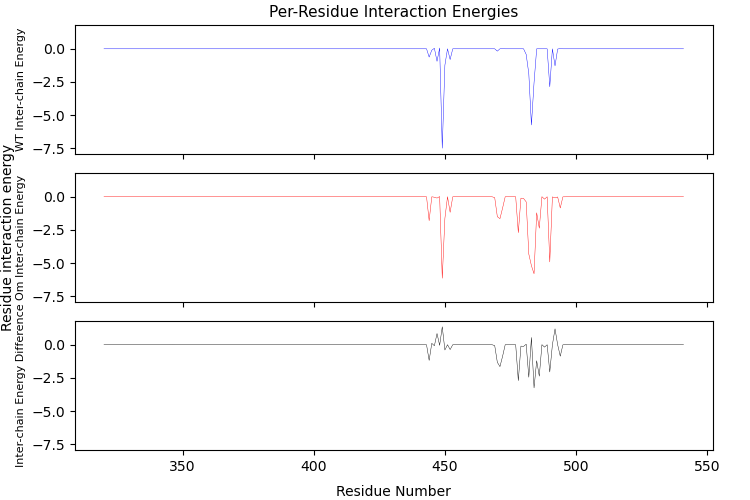 Per-Residue Interaction Energies
Residue interaction energy
WT Inter-chain Energy
0.0
−2.5
−5.0
−7.5
Om Inter-chain Energy
0.0
−2.5
−5.0
−7.5
Inter-chain Energy Difference
0.0
−2.5
−5.0
−7.5
350
400
450
500
550
Residue Number